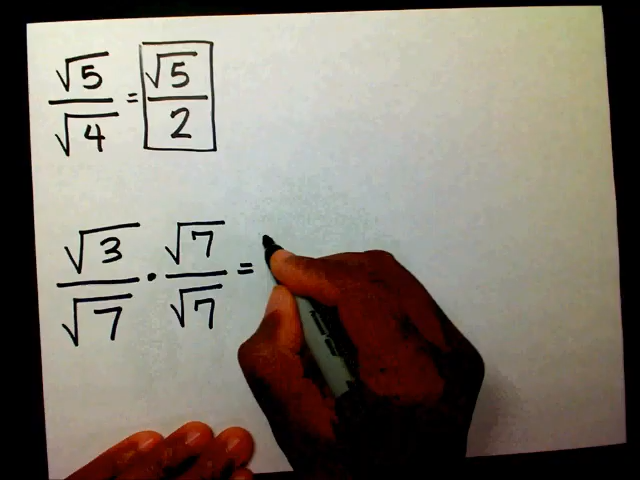 √5/√4 = √5/2
√3/√7 · √7/√7 =